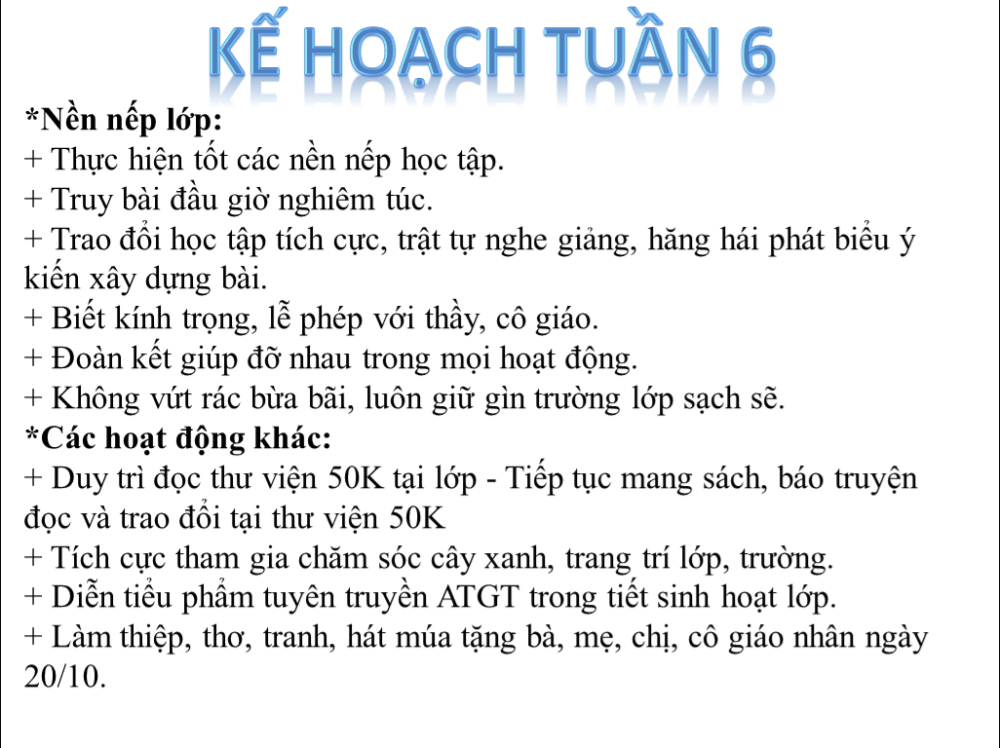 KẾ HOẠCH TUẦN 6
*Nền nếp lớp:
+ Thực hiện tốt các nền nếp học tập.
+ Truy bài đầu giờ nghiêm túc.
+ Trao đổi học tập tích cực, trật tự nghe giảng, hăng hái phát biểu ý
kiến xây dựng bài.
+ Biết kính trọng, lễ phép với thầy, cô giáo.
+ Đoàn kết giúp đỡ nhau trong mọi hoạt động.
+ Không vứt rác bừa bãi, luôn giữ gìn trường lớp sạch sẽ.
*Các hoạt động khác:
+ Duy trì đọc thư viện 50K tại lớp - Tiếp tục mang sách, báo truyện
đọc và trao đổi tại thư viện 50K
+ Tích cực tham gia chăm sóc cây xanh, trang trí lớp, trường.
+ Diễn tiểu phẩm tuyên truyền ATGT trong tiết sinh hoạt lớp.
+ Làm thiệp, thơ, tranh, hát múa tặng bà, mẹ, chị, cô giáo nhân ngày
20/10.